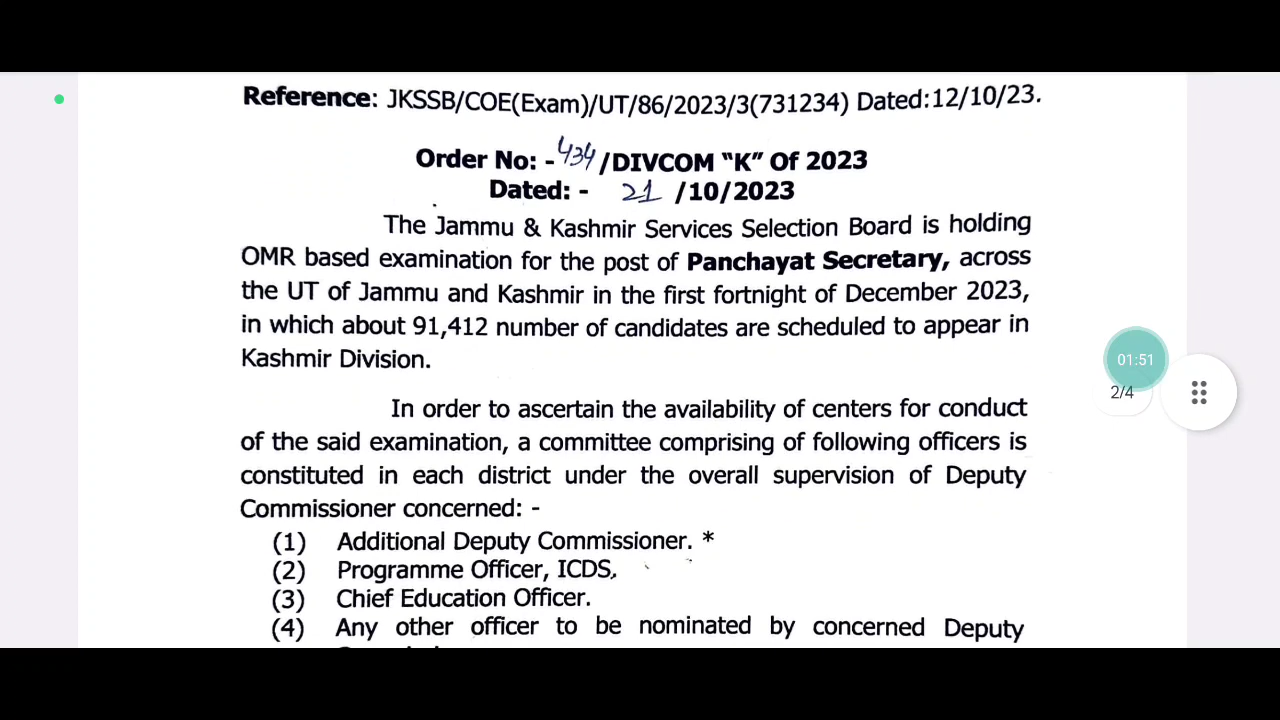 Reference: JKSSB/COE(Exam)/UT/86/2023/3(731234) Dated:12/10/23.
Order No: -434/DIVCOM “K” Of 2023
Dated: - 21 /10/2023
The Jammu & Kashmir Services Selection Board is holding
OMR based examination for the post of Panchayat Secretary, across
the UT of Jammu and Kashmir in the first fortnight of December 2023,
in which about 91,412 number of candidates are scheduled to appear in
Kashmir Division.
In order to ascertain the availability of centers for conduct
of the said examination, a committee comprising of following officers is
constituted in each district under the overall supervision of Deputy
Commissioner concerned: -
(1) Additional Deputy Commissioner. *
(2) Programme Officer, ICDS.
(3) Chief Education Officer.
(4) Any other officer to be nominated by concerned Deputy
01:51
2/4